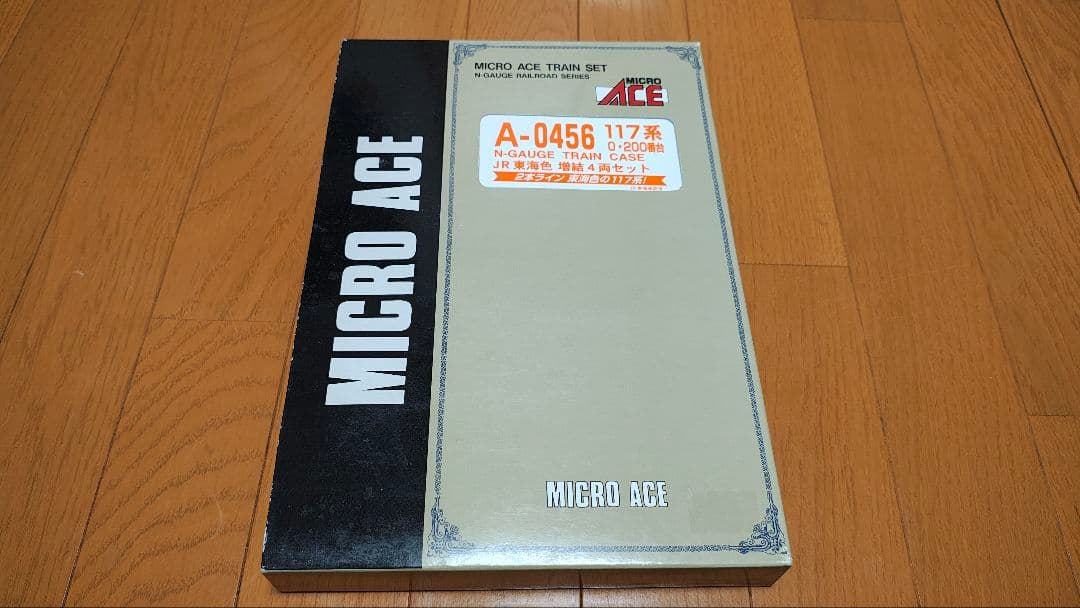 MICRO ACE
MICRO ACE TRAIN SET
N-GAUGE RAILROAD SERIES
MICRO
ACE
A-0456 117系
0・200番台
N-GAUGE TRAIN CASE
JR東海色 増結4両セット
2本ライン 東海色の117系!
MICRO ACE